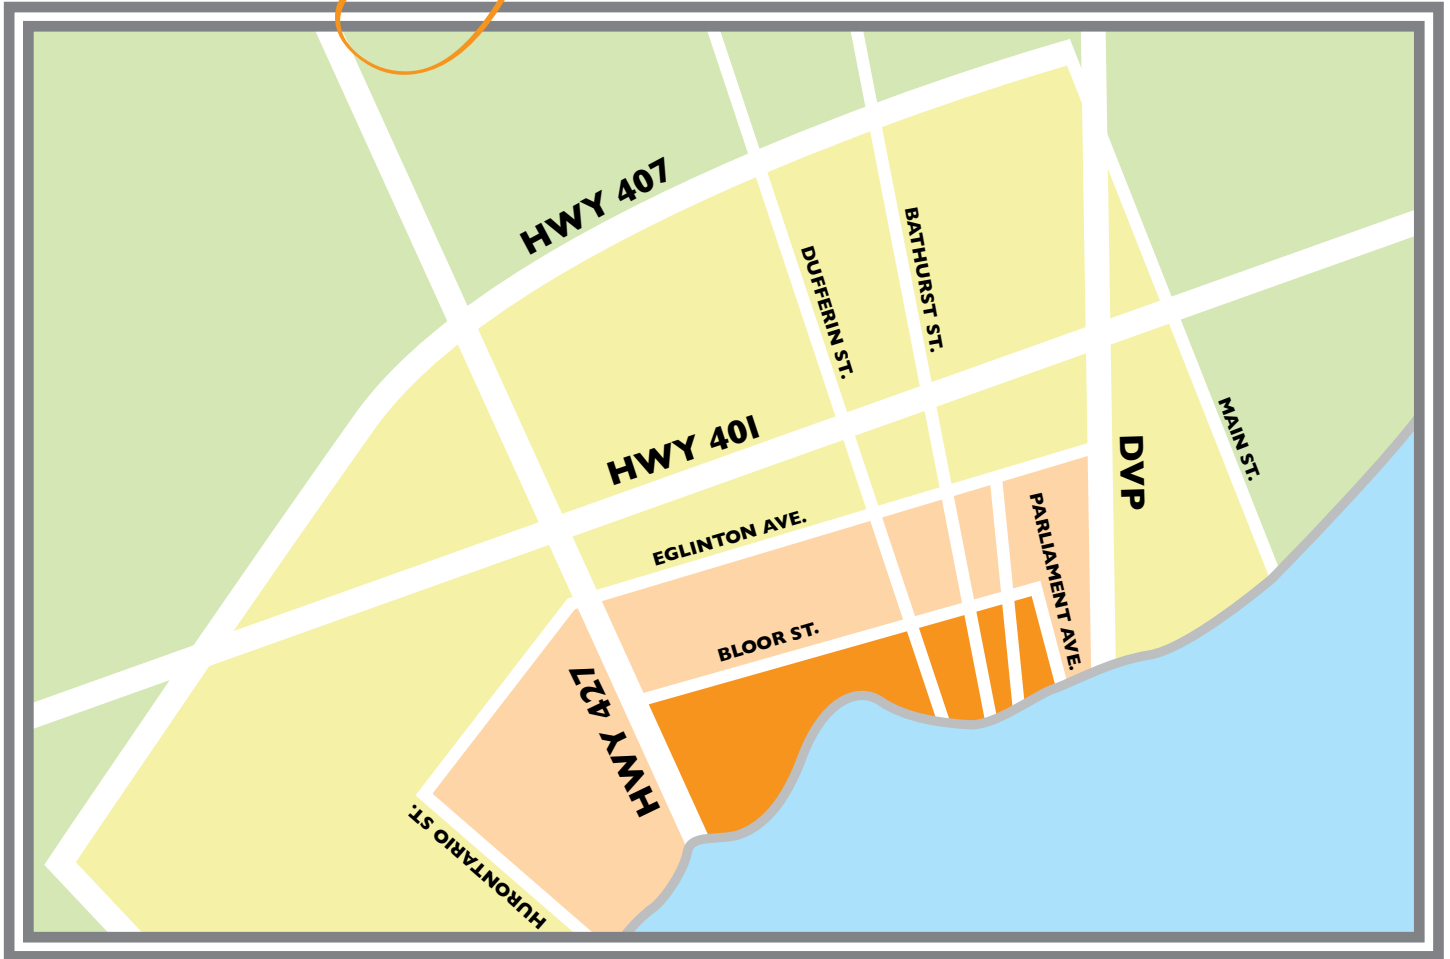 HWY 407
BATHURST ST.
DUFFERIN ST.
HWY 401
MAIN ST.
DVP
EGLINTON AVE.
PARLIAMENT AVE.
BLOOR ST.
HWY 427
HURONTARIO ST.